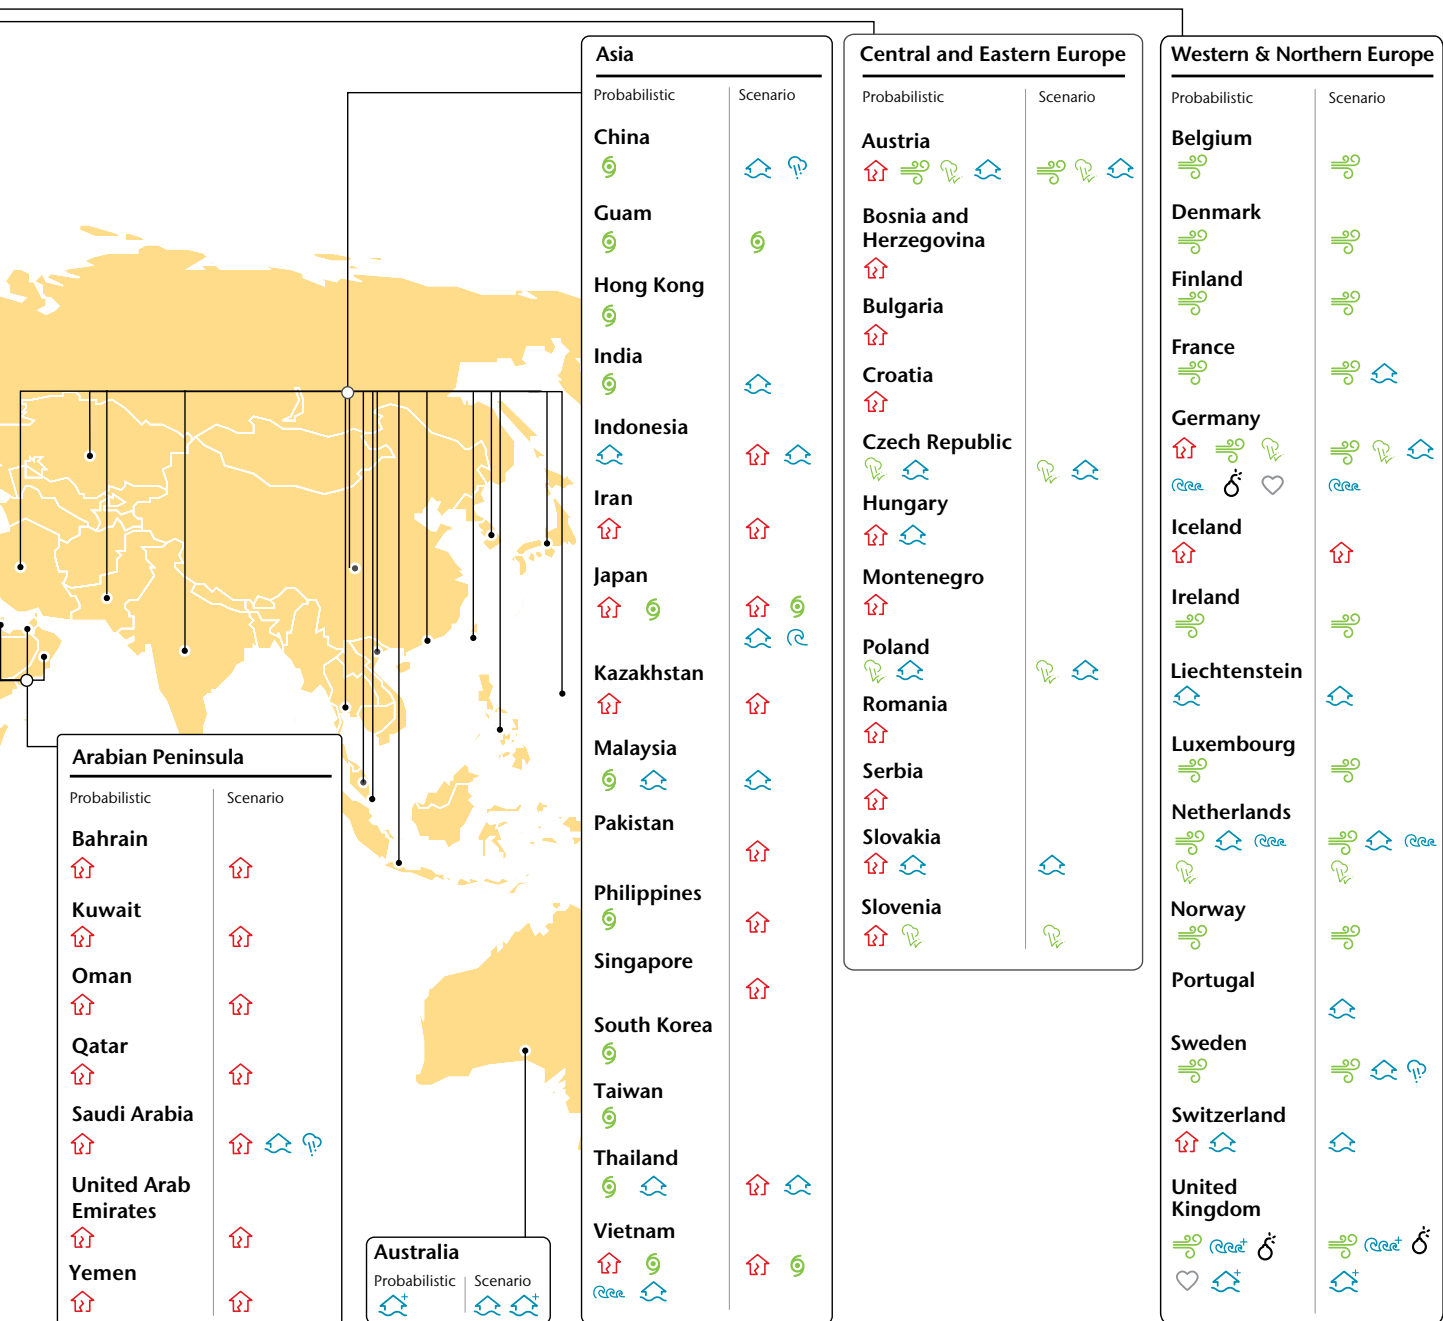 Asia
Probabilistic
Scenario
China
Guam
Hong Kong
India
Indonesia
Iran
Japan
Kazakhstan
Malaysia
Pakistan
Philippines
Singapore
South Korea
Taiwan
Thailand
Vietnam
Central and Eastern Europe
Probabilistic
Scenario
Austria
Bosnia and
Herzegovina
Bulgaria
Croatia
Czech Republic
Hungary
Montenegro
Poland
Romania
Serbia
Slovakia
Slovenia
Western & Northern Europe
Probabilistic
Scenario
Belgium
Denmark
Finland
France
Germany
Iceland
Ireland
Liechtenstein
Luxembourg
Netherlands
Norway
Portugal
Sweden
Switzerland
United
Kingdom
Arabian Peninsula
Probabilistic
Scenario
Bahrain
Kuwait
Oman
Qatar
Saudi Arabia
United Arab
Emirates
Yemen
Australia
Probabilistic
Scenario